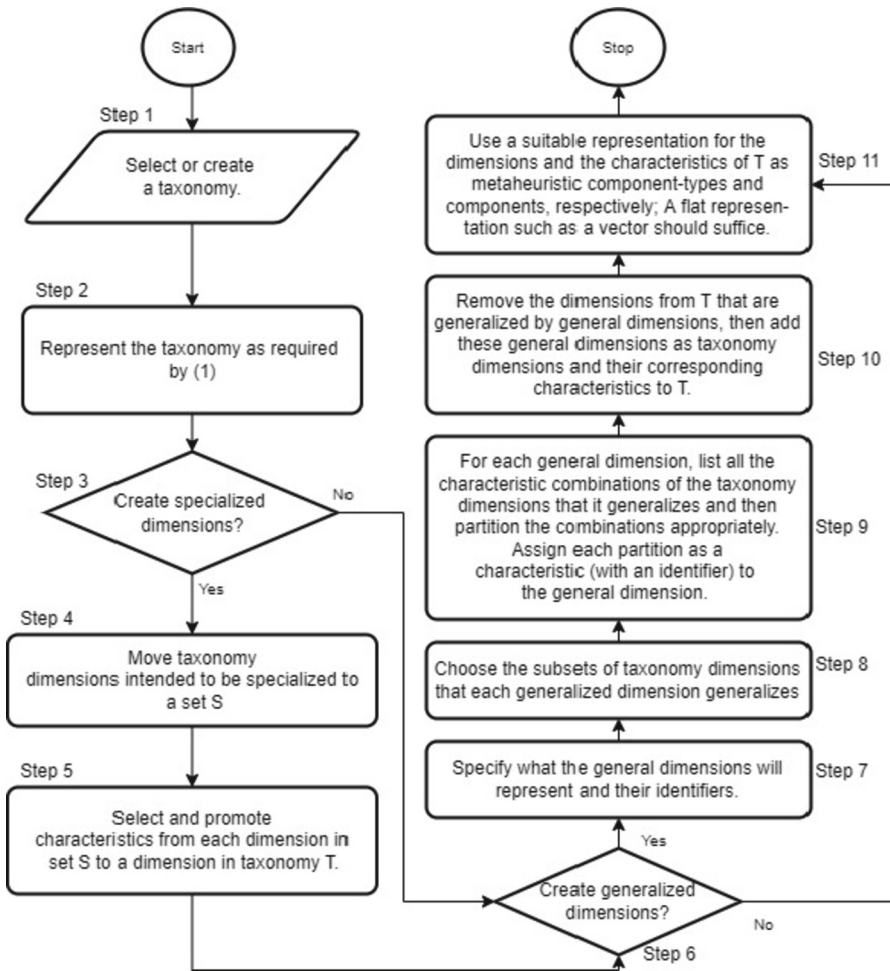 Start
Step 1
Select or create
a taxonomy.
Step 2
Represent the taxonomy as required
by (1)
Step 3
Create specialized
dimensions?
No
Yes
Step 4
Move taxonomy
dimensions intended to be specialized to
a set S
Step 5
Select and promote
characteristics from each dimension in
set S to a dimension in taxonomy T.
Create generalized
dimensions?
Step 6
No
Yes
Step 7
Specify what the general dimensions will
represent and their identifiers.
Step 8
Choose the subsets of taxonomy dimensions
that each generalized dimension generalizes
Step 9
For each general dimension, list all the
characteristic combinations of the taxonomy
dimensions that it generalizes and then
partition the combinations appropriately.
Assign each partition as a
characteristic (with an identifier) to
the general dimension.
Step 10
Remove the dimensions from T that are
generalized by general dimensions, then add
these general dimensions as taxonomy
dimensions and their corresponding
characteristics to T.
Step 11
Use a suitable representation for the
dimensions and the characteristics of T as
metaheuristic component-types and
components, respectively; A flat represen-
tation such as a vector should suffice.
Stop